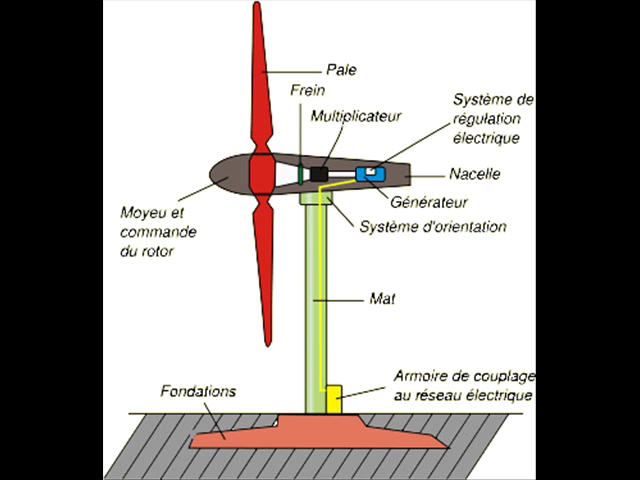 Pale
Frein
Multiplicateur
Système de
régulation
électrique
Nacelle
Générateur
Moyeu et
commande
du rotor
Système d'orientation
Mat
Armoire de couplage
au réseau électrique
Fondations